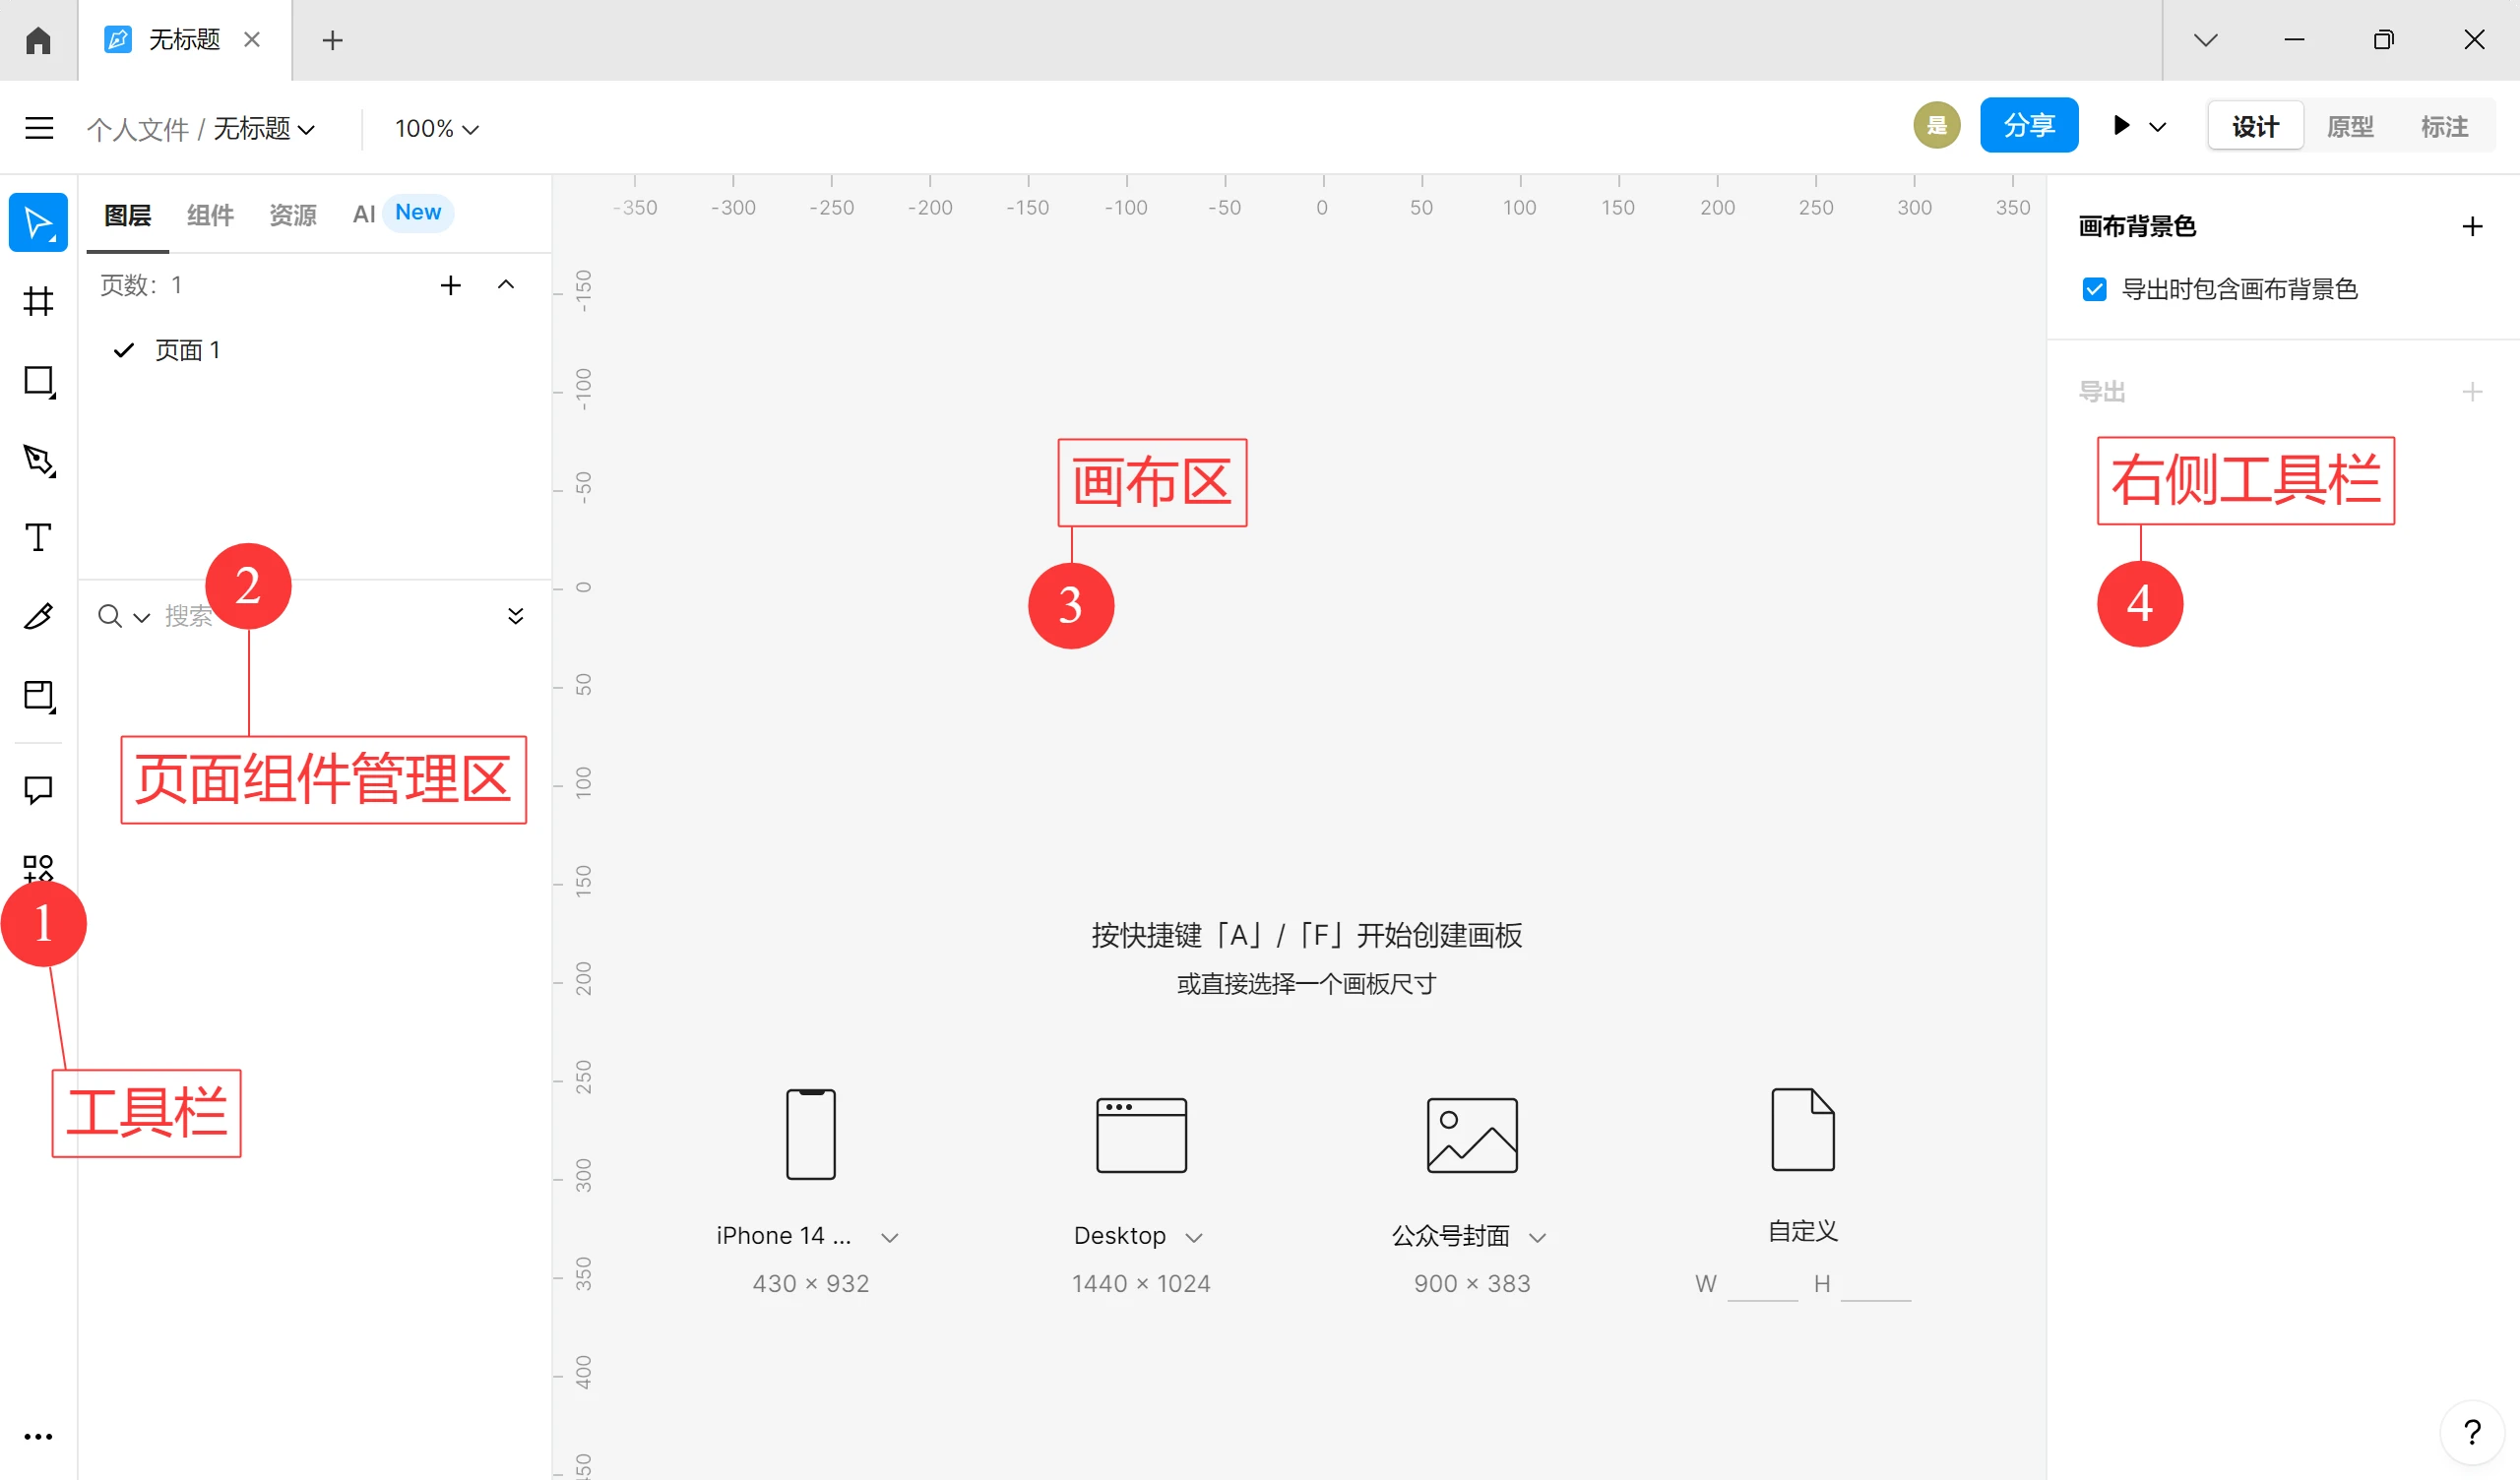 无标题
个人文件 / 无标题
100%
是
分享
设计
原型
标注
图层
组件
资源
AI New
页数: 1
页面 1
搜索
-350 -300 -250 -200 -150 -100 -50 0 50 100 150 200 250 300 350
-150
-100
-50
0
50
100
150
200
250
300
350
400
画布背景色
导出时包含画布背景色
导出
画布区
3
右侧工具栏
4
2
页面组件管理区
1
工具栏
按快捷键「A」/「F」开始创建画板
或直接选择一个画板尺寸
iPhone 14 ...
430 × 932
Desktop
1440 × 1024
公众号封面
900 × 383
自定义
W H
?